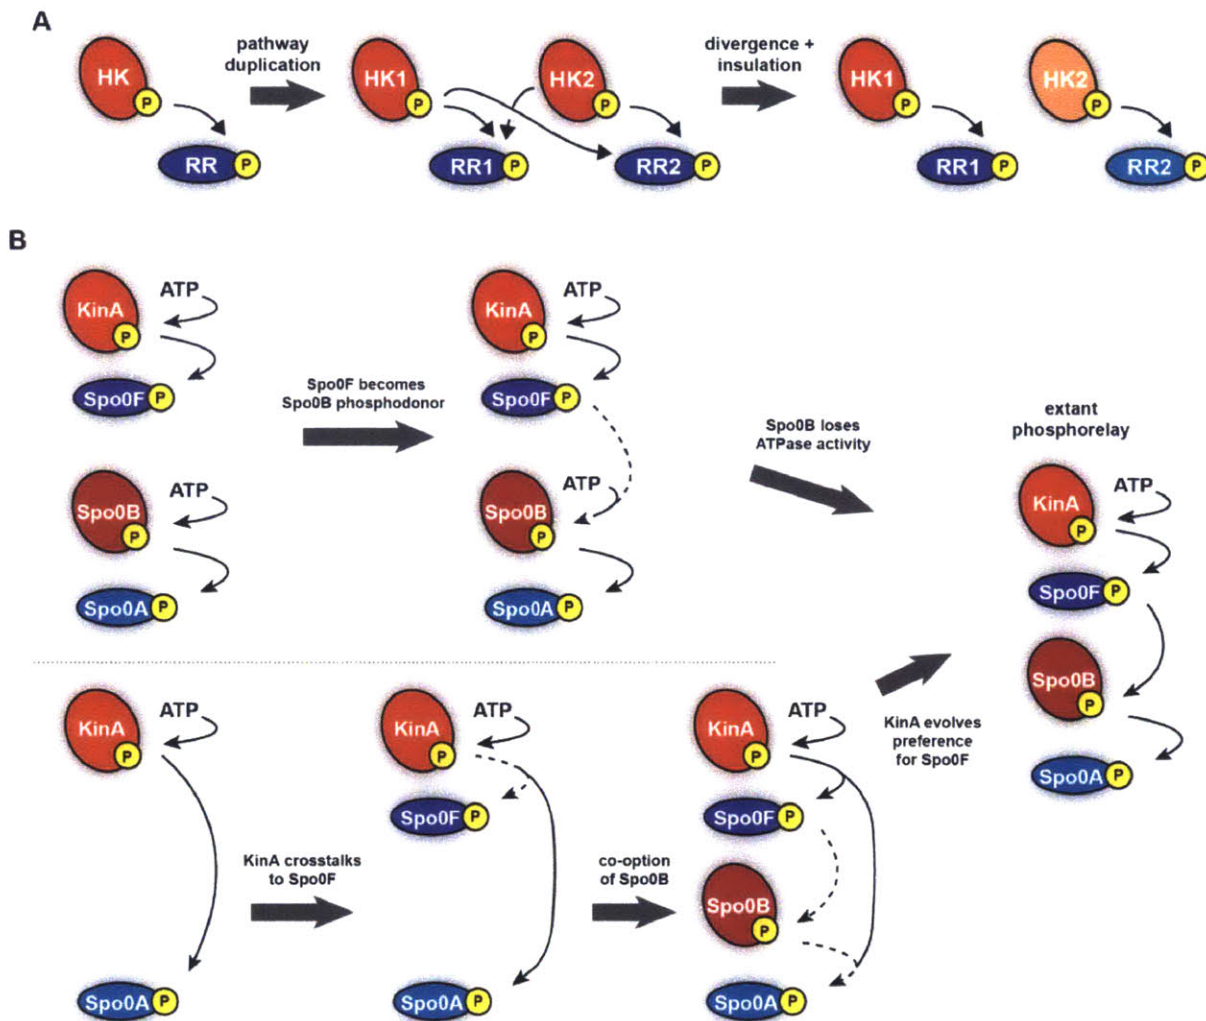 A
pathway
duplication
divergence +
insulation
HK
P
RR
P
HK1
P
HK2
P
RR1
P
RR2
P
HK1
P
HK2
P
RR1
P
RR2
P
B
KinA
ATP
P
Spo0F
P
Spo0B
ATP
P
Spo0A
P
Spo0F becomes
Spo0B phosphodonor
KinA
ATP
P
Spo0F
P
Spo0B
ATP
P
Spo0A
P
Spo0B loses
ATPase activity
extant
phosphorelay
KinA
ATP
P
Spo0F
P
Spo0B
P
Spo0A
P
KinA
ATP
P
Spo0A
P
KinA crosstalks
to Spo0F
KinA
ATP
P
Spo0F
P
Spo0A
P
co-option
of Spo0B
KinA
ATP
P
Spo0F
P
Spo0B
P
Spo0A
P
KinA evolves
preference
for Spo0F